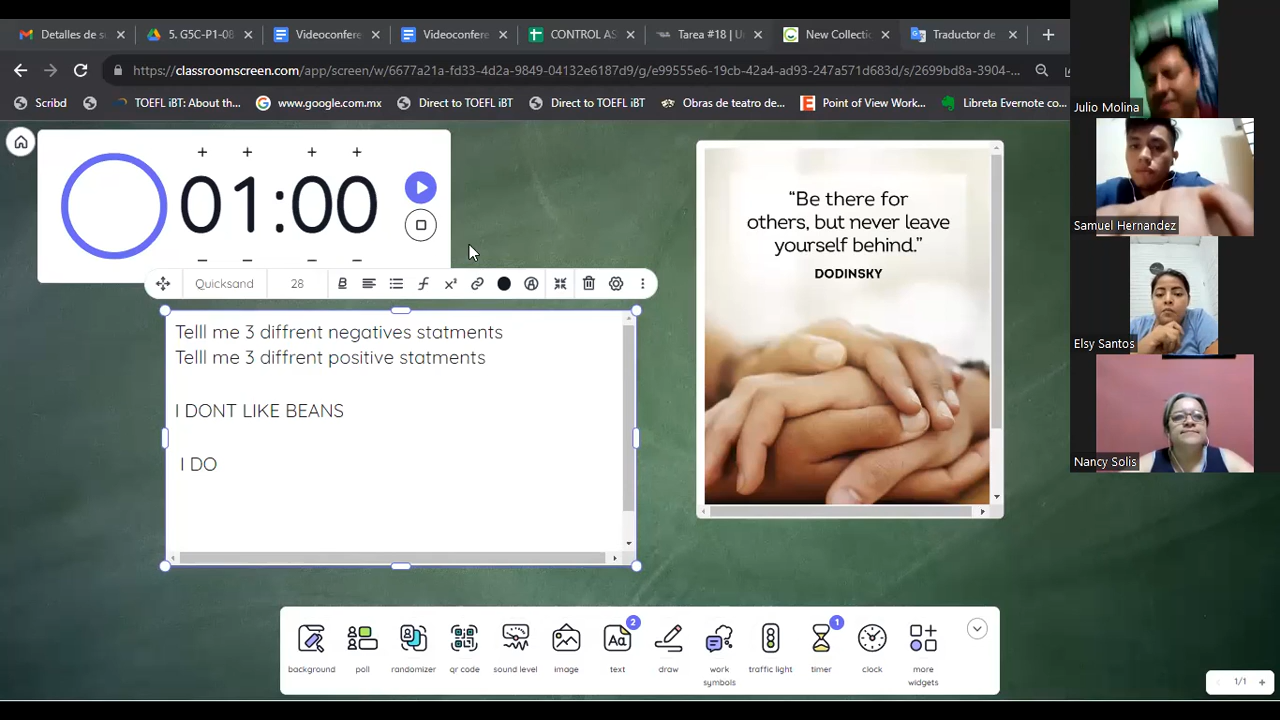 Detalles de s
5. G5C-P1-08
Videoconfere
Videoconfere
CONTROL AS
Tarea #18 | U
New Collecti
Traductor de
https://classroomscreen.com/app/screen/w/6677a21a-fd33-4d2a-9849-04132e6187d9/g/e99555e6-19cb-42a4-ad93-247a571d683d/s/2699bd8a-3904-...
Scribd
TOEFL iBT: About th...
www.google.com.mx
Direct to TOEFL iBT
Direct to TOEFL iBT
Obras de teatro de...
Point of View Work...
Libreta Evernote co...
01:00
Quicksand
28
Telll me 3 diffrent negatives statments
Telll me 3 diffrent positive statments
I DONT LIKE BEANS
I DO
“Be there for
others, but never leave
yourself behind.”
DODINSKY
Julio Molina
Samuel Hernandez
Elsy Santos
Nancy Solis
background
poll
randomizer
qr code
sound level
image
text
2
draw
work
symbols
traffic light
timer
1
clock
more
widgets
1/1